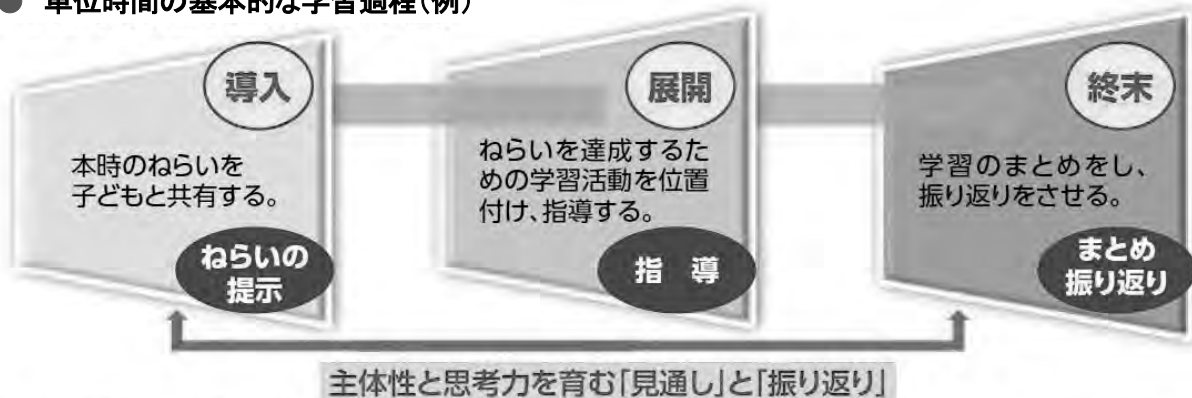 ● 単位時間の基本的な学習過程（例）
導入
本時のねらいを
子どもと共有する。
ねらいの
提示
展開
ねらいを達成するた
めの学習活動を位置
付け、指導する。
指 導
終末
学習のまとめをし、
振り返りをさせる。
まとめ
振り返り
主体性と思考力を育む「見通し」と「振り返り」